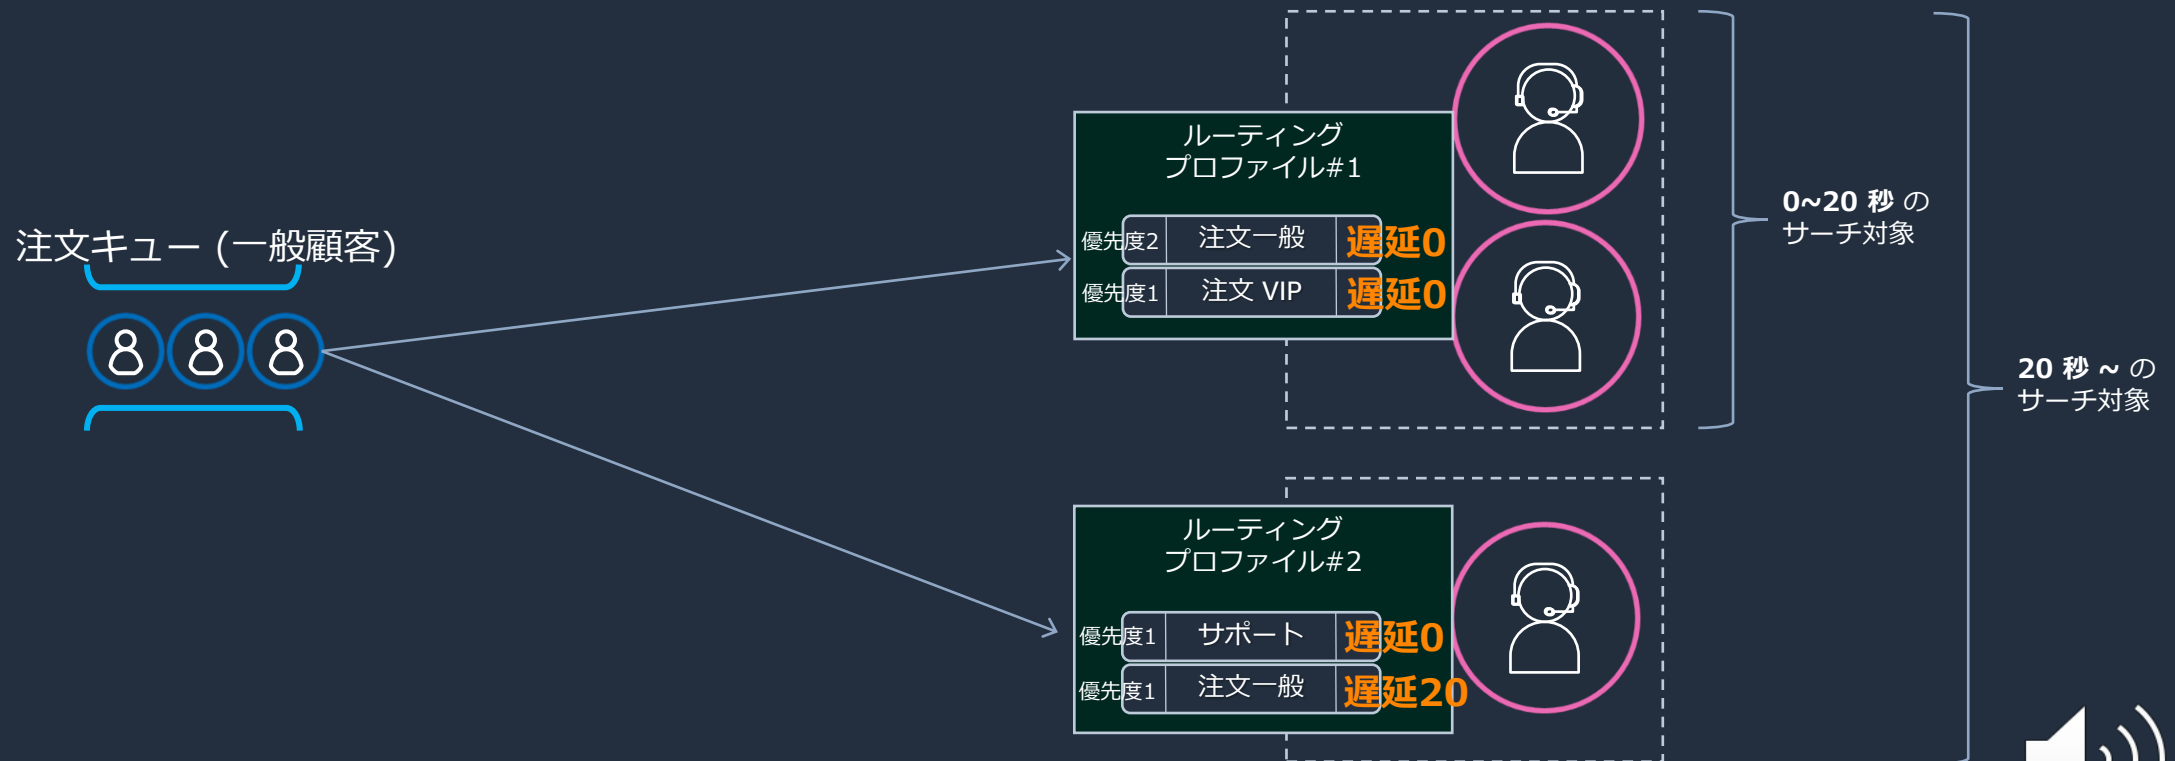 注文キュー (一般顧客)
ルーティング
プロファイル#1
優先度2 注文一般 遅延0
優先度1 注文 VIP 遅延0
0~20 秒 の
サーチ対象
20 秒 ~ の
サーチ対象
ルーティング
プロファイル#2
優先度1 サポート 遅延0
優先度1 注文一般 遅延20